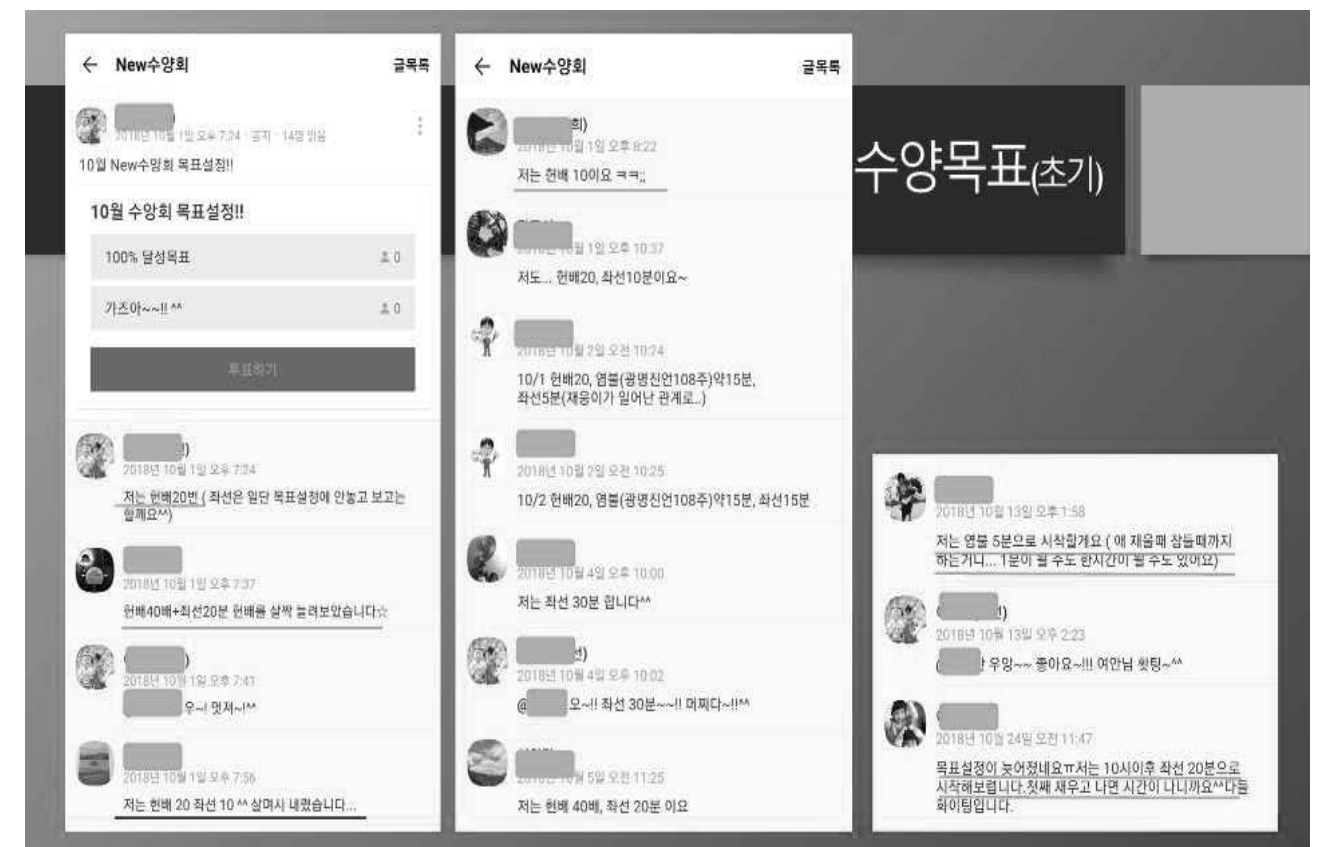 ← New수양회 글목록
2018년 10월 1일 오후 7:24 · 공지 · 14명 읽음
10월 New수양회 목표설정!!
10월 수앙회 목표설정!!
100% 달성목표 0
가즈아~~!! ^^ 0
투표하기
2018년 10월 1일 오후 7:24
저는 헌배20번 ( 좌선은 일단 목표설정에 안놓고 보고는
할께요^^)
2018년 10월 1일 오후 7:37
헌배40배+좌선20분 헌배를 살짝 늘려보았습니다☆
)
2018년 10월 1일 오후 7:41
우~! 멋져~!^^
2018년 10월 1일 오후 7:56
저는 헌배 20 좌선 10 ^^ 살며시 내렸습니다...
← New수양회 글목록
희)
2018년 10월 1일 오후 8:22
저는 헌배 10이요 ㅋㅋ;;
2018년 10월 1일 오후 10:37
저도... 헌배20, 좌선10분이요~
2018년 10월 2일 오전 10:24
10/1 헌배20, 염불(광명진언108주)약15분,
좌선5분(재웅이가 일어난 관계로..)
2018년 10월 2일 오전 10:25
10/2 헌배20, 염불(광명진언108주)약15분, 좌선15분
2018년 10월 4일 오후 10:00
저는 좌선 30분 합니다^^
선)
2018년 10월 4일 오후 10:02
@ 오~!! 좌선 30분~~!! 머찌다~!!^^
2018년 10월 5일 오전 11:25
저는 헌배 40배, 좌선 20분 이요
수양목표(초기)
2018년 10월 13일 오후 1:58
저는 염불 5분으로 시작할게요 ( 애 재울때 잠들때까지
하는거니... 1분이 될 수도 한시간이 될 수도 있어요)
2018년 10월 13일 오후 2:23
우앙~~ 좋아요~!!! 여안님 홧팅~^^
2018년 10월 24일 오전 11:47
목표설정이 늦어졌네요ㅠ저는 10시이후 좌선 20분으로
시작해보렵니다.첫째 재우고 나면 시간이 나니까요^^다들
화이팅입니다.